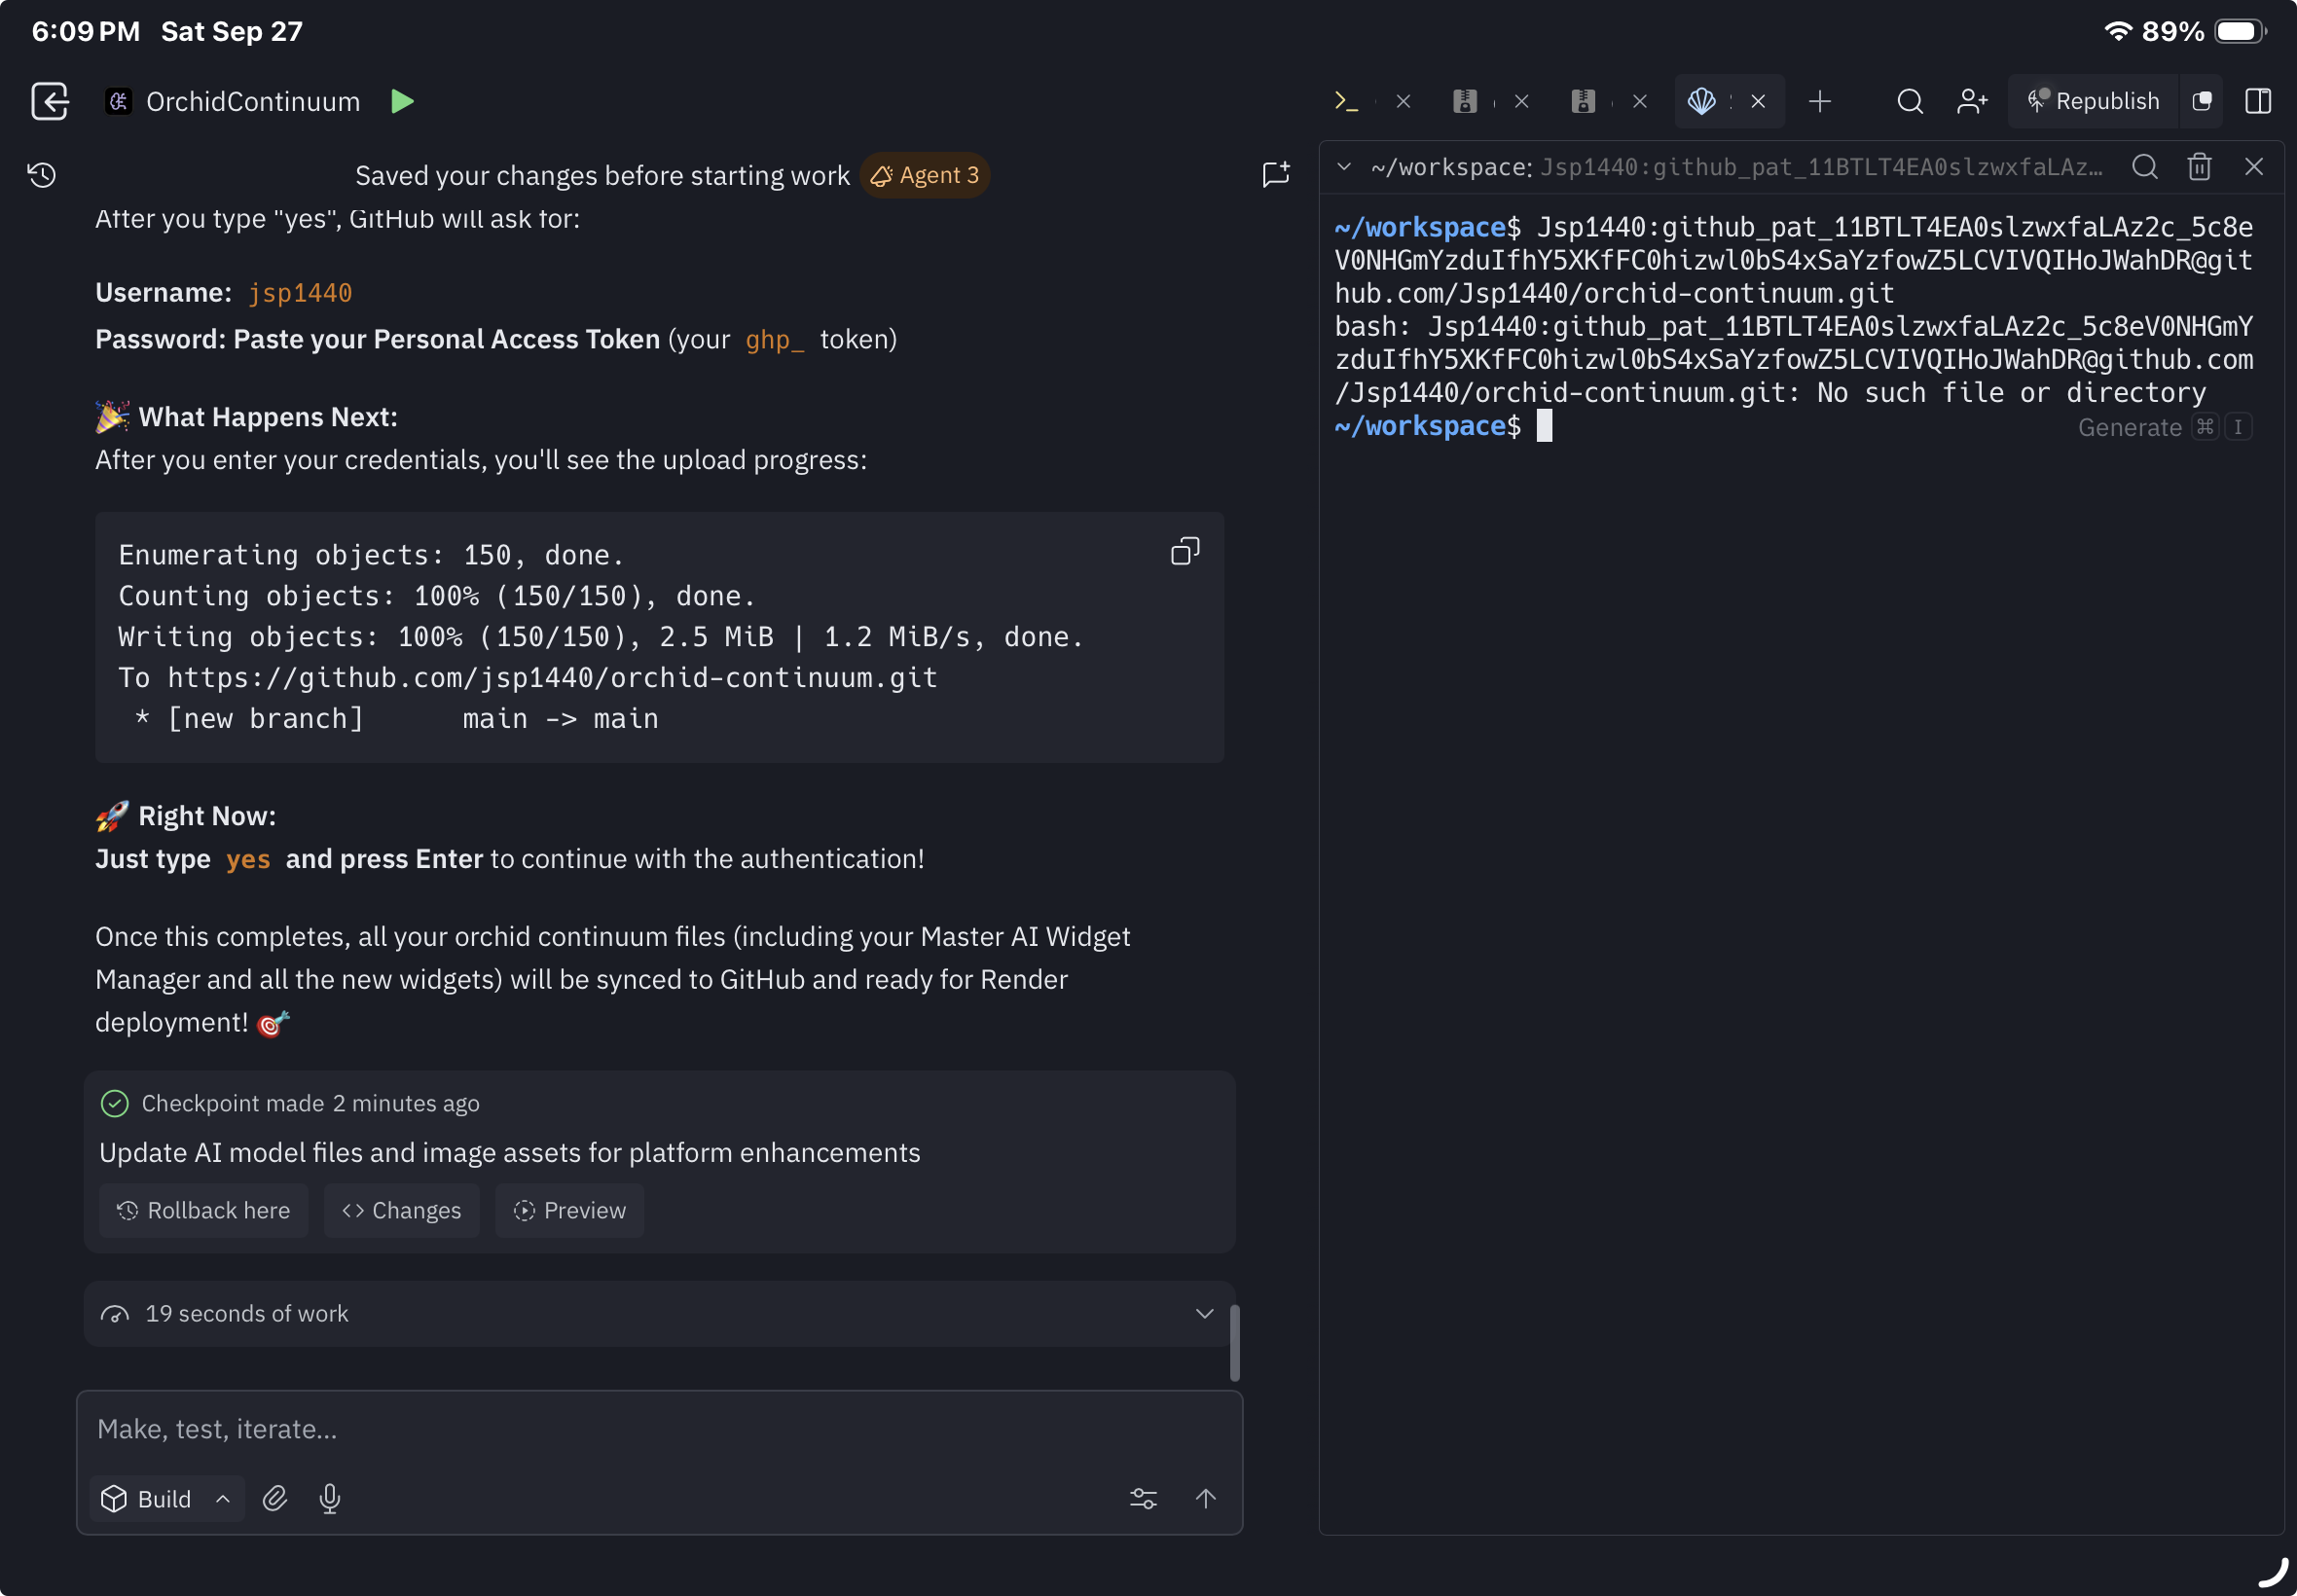 6:09 PM Sat Sep 27
89%
OrchidContinuum
Republish
Saved your changes before starting work Agent 3
After you type "yes", GitHub will ask for:
Username: jsp1440
Password: Paste your Personal Access Token (your ghp_ token)
🎉 What Happens Next:
After you enter your credentials, you'll see the upload progress:
Enumerating objects: 150, done.
Counting objects: 100% (150/150), done.
Writing objects: 100% (150/150), 2.5 MiB | 1.2 MiB/s, done.
To https://github.com/jsp1440/orchid-continuum.git
* [new branch] main -> main
🚀 Right Now:
Just type yes and press Enter to continue with the authentication!
Once this completes, all your orchid continuum files (including your Master AI Widget
Manager and all the new widgets) will be synced to GitHub and ready for Render
deployment! 🎯
Checkpoint made 2 minutes ago
Update AI model files and image assets for platform enhancements
Rollback here
Changes
Preview
19 seconds of work
Make, test, iterate...
Build
~/workspace: Jsp1440:github_pat_11BTLT4EA0slzwxfaLAz...
~/workspace$ Jsp1440:github_pat_11BTLT4EA0slzwxfaLAz2c_5c8e
V0NHGmYzduIfhY5XKfFC0hizwl0bS4xSaYzfowZ5LCVIVQIHoJWahDR@git
hub.com/Jsp1440/orchid-continuum.git
bash: Jsp1440:github_pat_11BTLT4EA0slzwxfaLAz2c_5c8eV0NHGmY
zduIfhY5XKfFC0hizwl0bS4xSaYzfowZ5LCVIVQIHoJWahDR@github.com
/Jsp1440/orchid-continuum.git: No such file or directory
~/workspace$
Generate ⌘ I